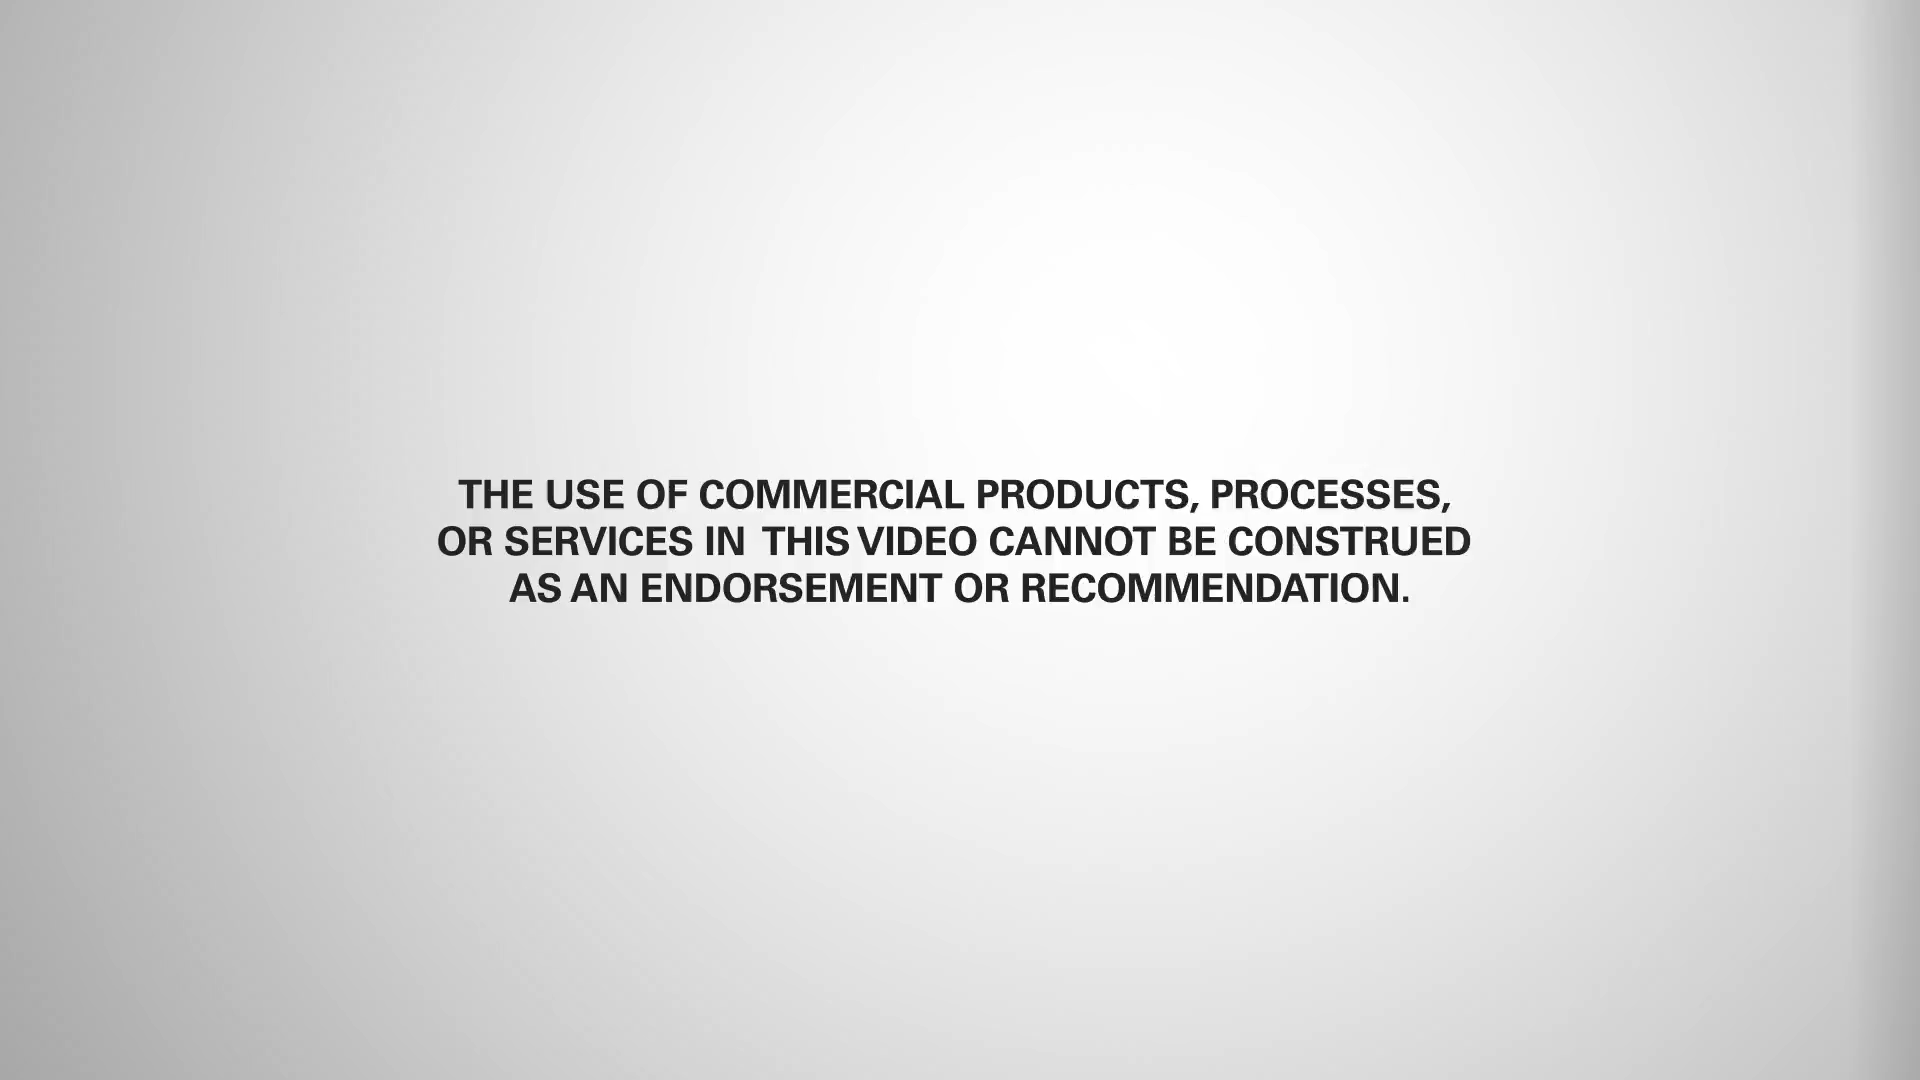 THE USE OF COMMERCIAL PRODUCTS, PROCESSES,
OR SERVICES IN THIS VIDEO CANNOT BE CONSTRUED
AS AN ENDORSEMENT OR RECOMMENDATION.